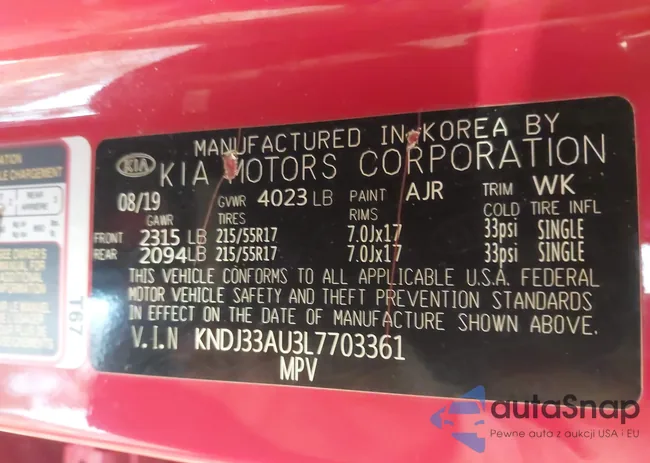 MANUFACTURED IN KOREA BY
KIA KIA MOTORS CORPORATION
08/19 GVWR 4023 LB PAINT AJR TRIM WK
GAWR TIRES RIMS COLD TIRE INFL
FRONT 2315 LB 215/55R17 7.0Jx17 33psi SINGLE
REAR 2094 LB 215/55R17 7.0Jx17 33psi SINGLE
THIS VEHICLE CONFORMS TO ALL APPLICABLE U.S.A. FEDERAL
MOTOR VEHICLE SAFETY AND THEFT PREVENTION STANDARDS
IN EFFECT ON THE DATE OF MANUFACTURE SHOWN ABOVE.
V.I.N KNDJ33AU3L7703361
MPV
T67
autaSnap
Pewne auta z aukcji USA i EU